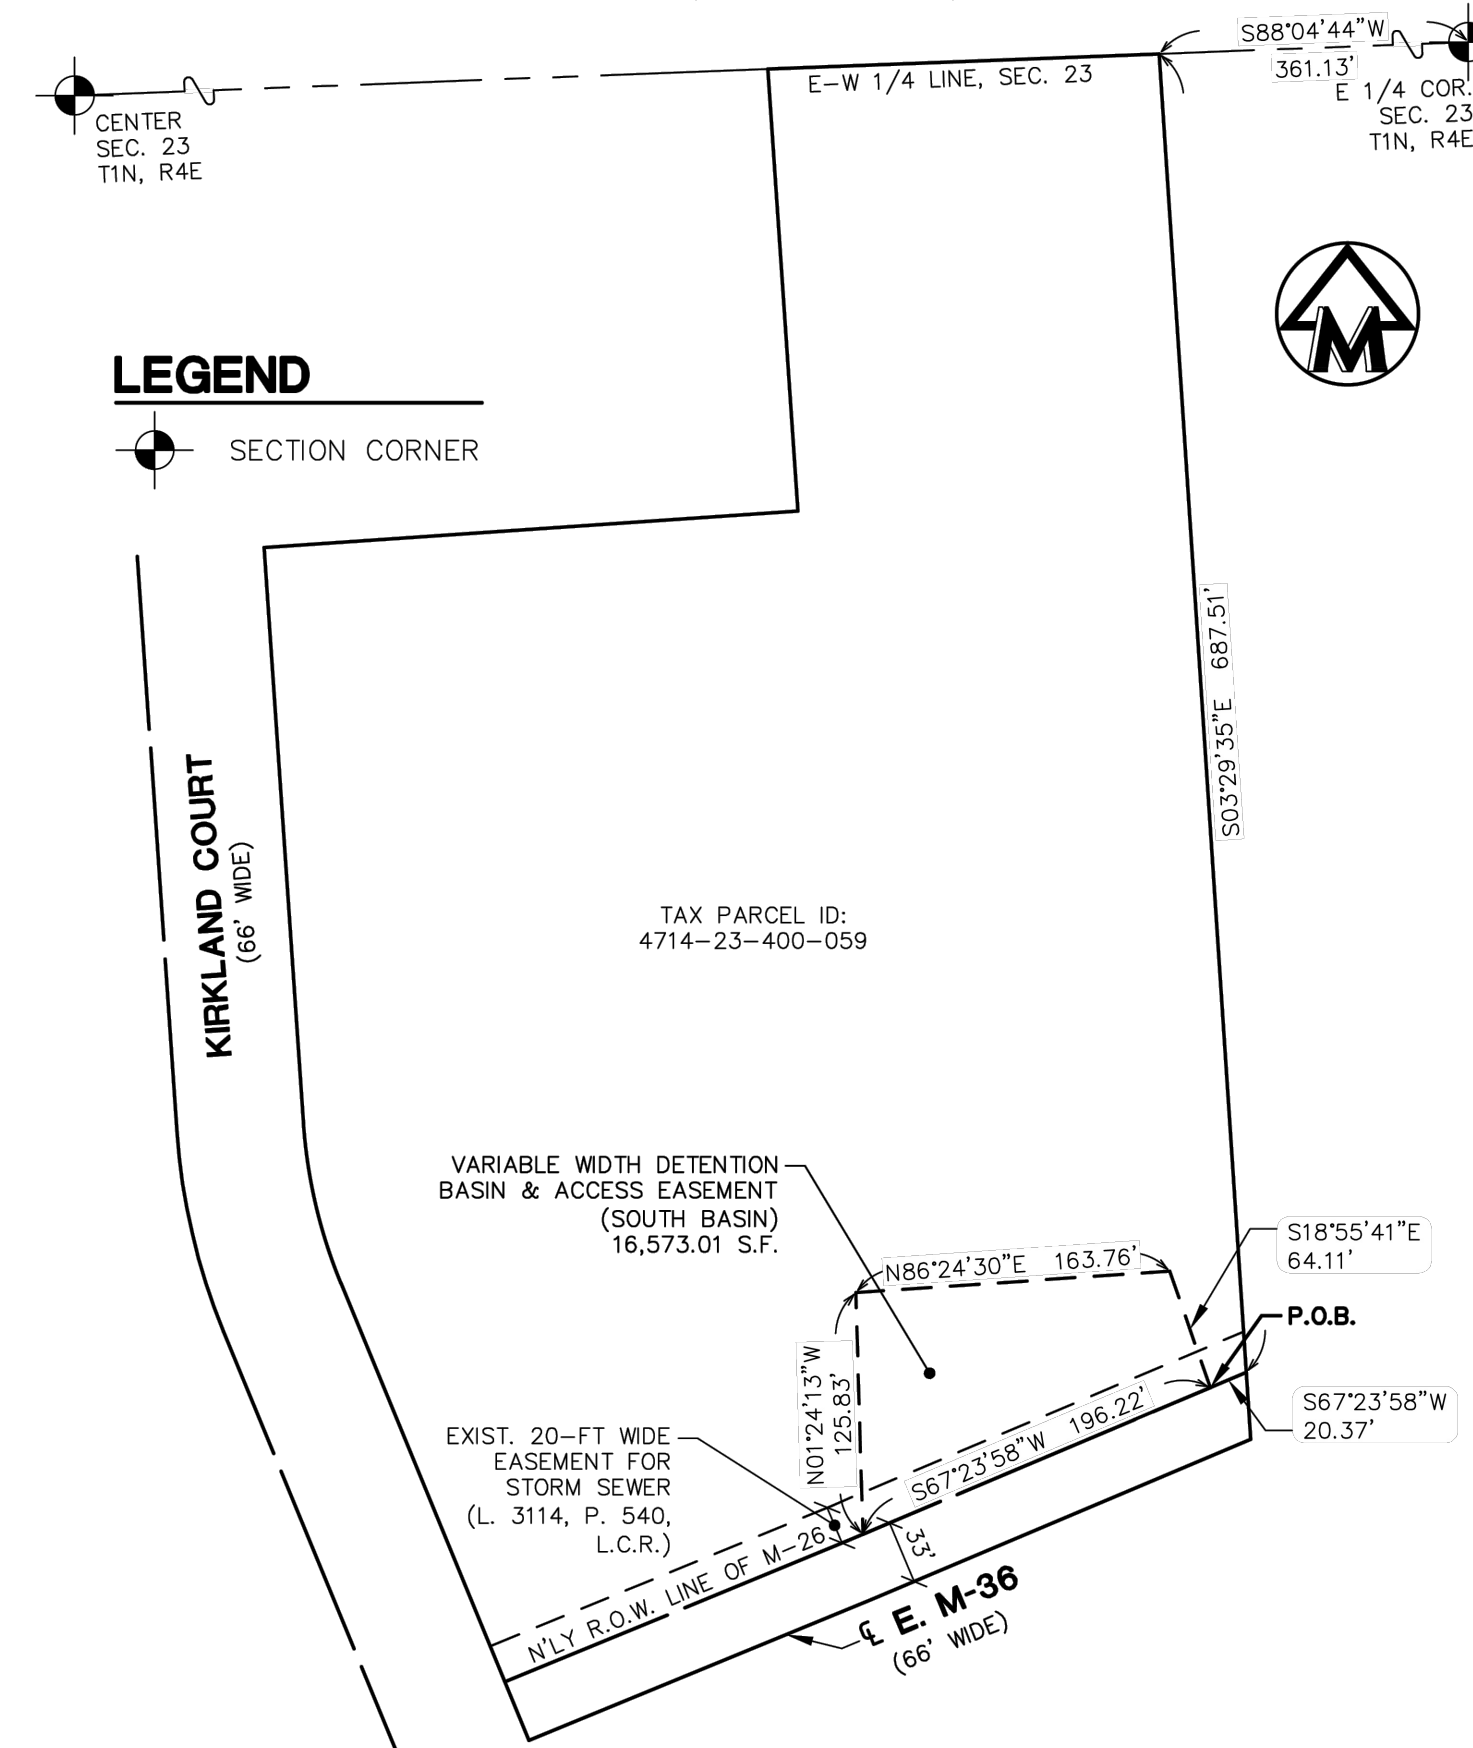 S88°04'44"W
361.13'
E-W 1/4 LINE, SEC. 23
E 1/4 COR.
SEC. 23
T1N, R4E
CENTER
SEC. 23
T1N, R4E
M
LEGEND
SECTION CORNER
S03°29'35"E 687.51'
KIRKLAND COURT
(66' WIDE)
TAX PARCEL ID:
4714-23-400-059
VARIABLE WIDTH DETENTION
BASIN & ACCESS EASEMENT
(SOUTH BASIN)
16,573.01 S.F.
S18°55'41"E
64.11'
N86°24'30"E 163.76'
P.O.B.
N01°24'13"W
125.83'
S67°23'58"W 196.22'
S67°23'58"W
20.37'
EXIST. 20-FT WIDE
EASEMENT FOR
STORM SEWER
(L. 3114, P. 540,
L.C.R.)
N'LY R.O.W. LINE OF M-26
33'
℄ E. M-36
(66' WIDE)